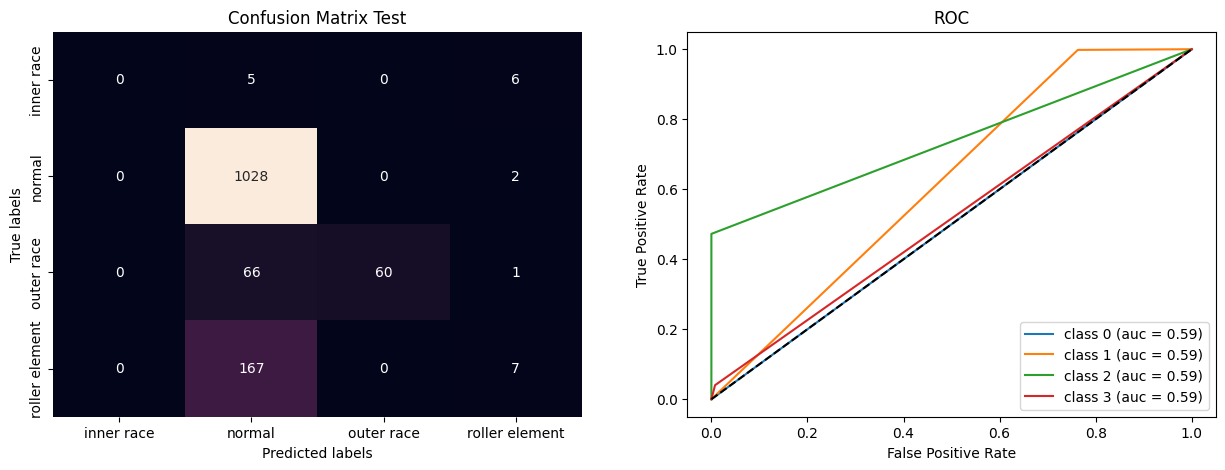 Confusion Matrix Test
True labels
inner race
0 5 0 6
normal
0 1028 0 2
outer race
0 66 60 1
roller element
0 167 0 7
inner race normal outer race roller element
Predicted labels
ROC
True Positive Rate
1.0
0.8
0.6
0.4
0.2
0.0
class 0 (auc = 0.59)
class 1 (auc = 0.59)
class 2 (auc = 0.59)
class 3 (auc = 0.59)
0.0 0.2 0.4 0.6 0.8 1.0
False Positive Rate